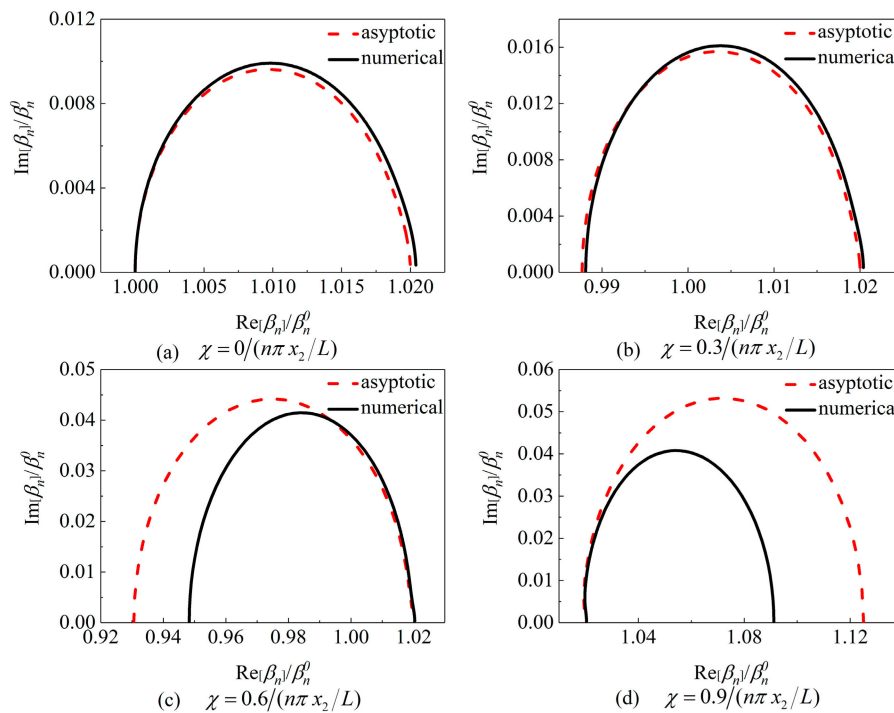 0.012
0.008
0.004
0.000
1.000 1.005 1.010 1.015 1.020
asyptotic
numerical
Im[βₙ]/βₙ⁰
Re[βₙ]/βₙ⁰
(a) χ = 0/(nπ x₂/L)
0.016
0.012
0.008
0.004
0.000
0.99 1.00 1.01 1.02
asyptotic
numerical
Im[βₙ]/βₙ⁰
Re[βₙ]/βₙ⁰
(b) χ = 0.3/(nπ x₂/L)
0.05
0.04
0.03
0.02
0.01
0.00
0.92 0.94 0.96 0.98 1.00 1.02
asyptotic
numerical
Im[βₙ]/βₙ⁰
Re[βₙ]/βₙ⁰
(c) χ = 0.6/(nπ x₂/L)
0.06
0.05
0.04
0.03
0.02
0.01
0.00
1.04 1.08 1.12
asyptotic
numerical
Im[βₙ]/βₙ⁰
Re[βₙ]/βₙ⁰
(d) χ = 0.9/(nπ x₂/L)